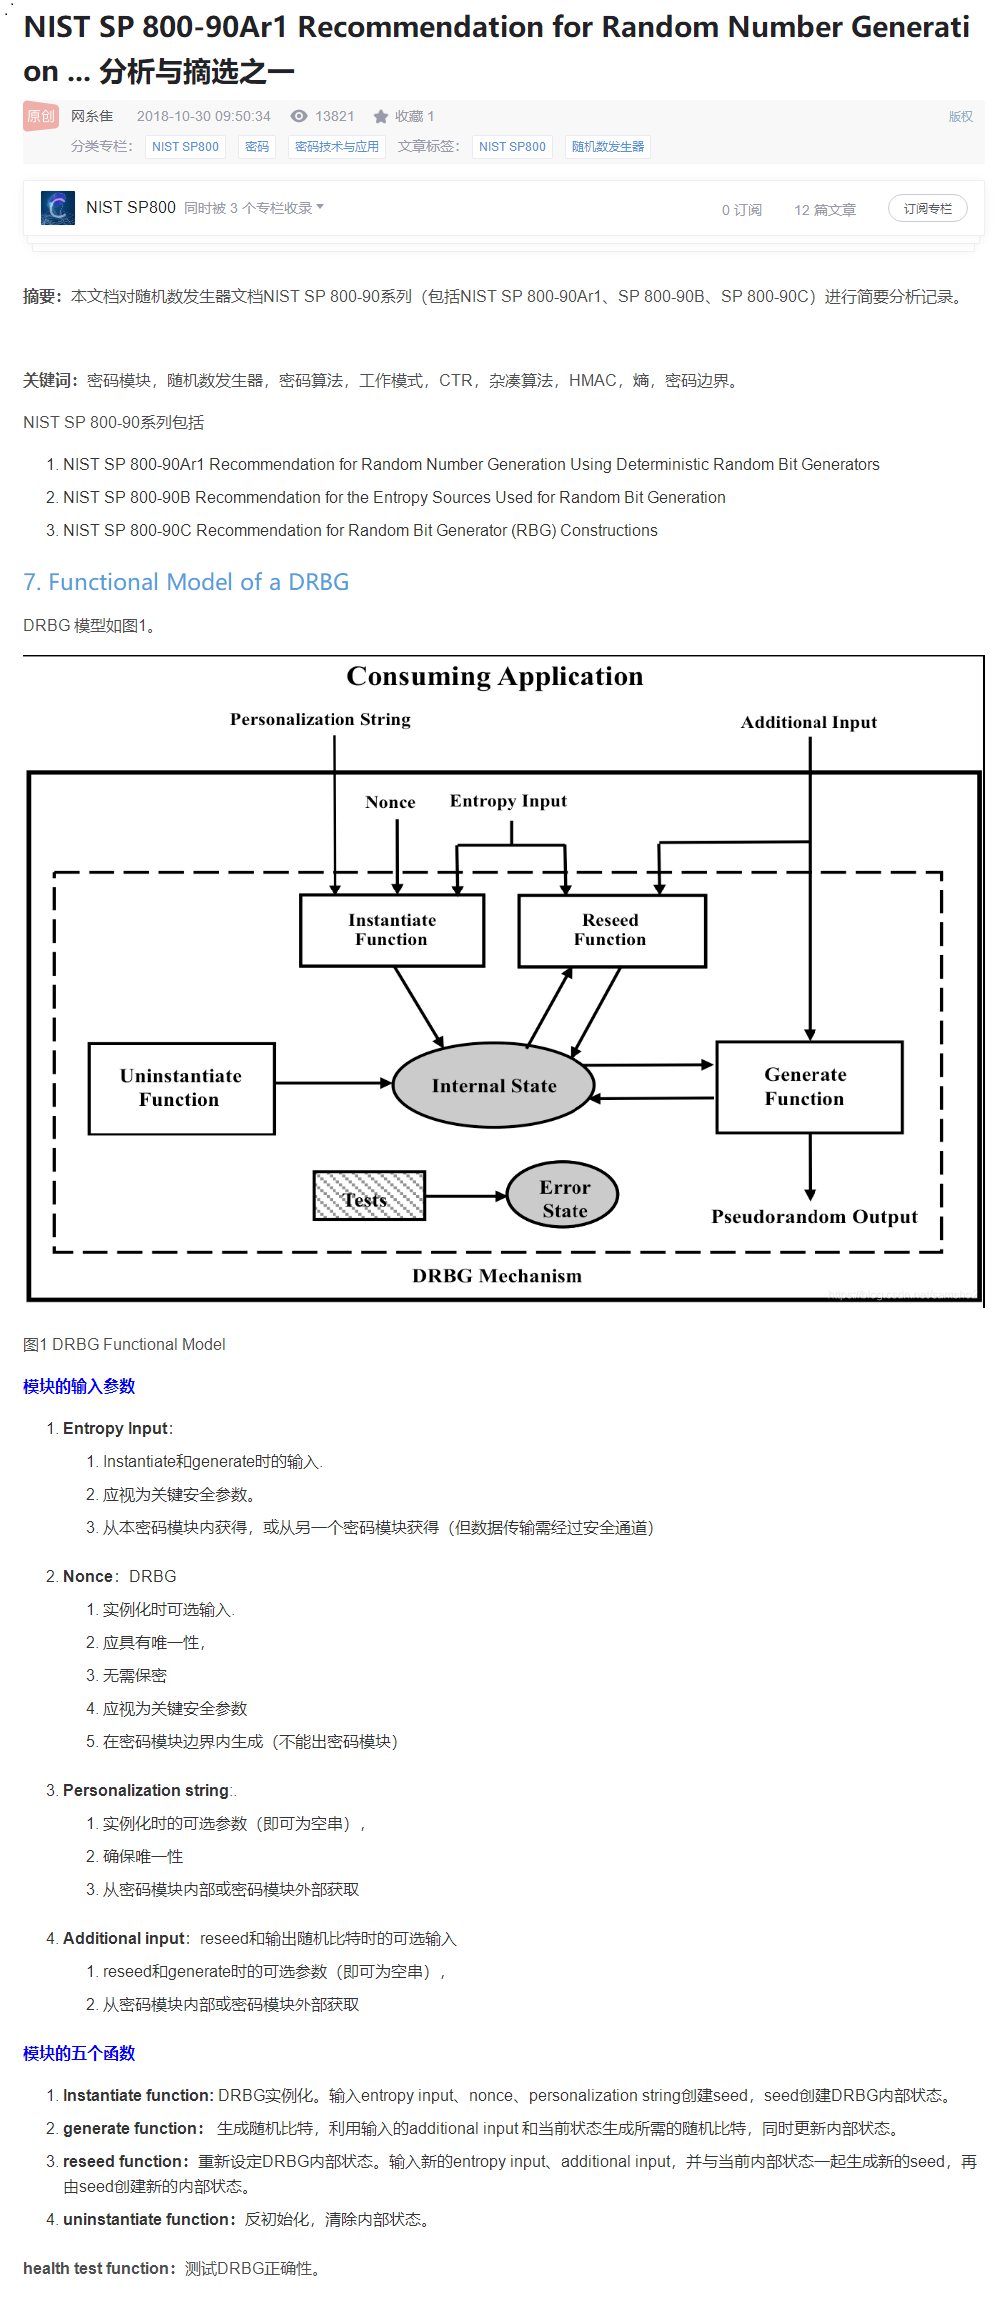 NIST SP 800-90Ar1 Recommendation for Random Number Generati
on ... 分析与摘选之一
原创 网糸隹 2018-10-30 09:50:34 13821 收藏 1 版权
分类专栏： NIST SP800 密码 密码技术与应用 文章标签： NIST SP800 随机数发生器
NIST SP800 同时被 3 个专栏收录 0 订阅 12 篇文章 订阅专栏
摘要：本文档对随机数发生器文档NIST SP 800-90系列（包括NIST SP 800-90Ar1、SP 800-90B、SP 800-90C）进行简要分析记录。
关键词：密码模块，随机数发生器，密码算法，工作模式，CTR，杂凑算法，HMAC，熵，密码边界。
NIST SP 800-90系列包括
1. NIST SP 800-90Ar1 Recommendation for Random Number Generation Using Deterministic Random Bit Generators
2. NIST SP 800-90B Recommendation for the Entropy Sources Used for Random Bit Generation
3. NIST SP 800-90C Recommendation for Random Bit Generator (RBG) Constructions
7. Functional Model of a DRBG
DRBG 模型如图1。
Consuming Application
Personalization String
Additional Input
Nonce
Entropy Input
Instantiate
Function
Reseed
Function
Uninstantiate
Function
Internal State
Generate
Function
Tests
Error
State
Pseudorandom Output
DRBG Mechanism
图1 DRBG Functional Model
模块的输入参数
1. Entropy Input：
1. Instantiate和generate时的输入.
2. 应视为关键安全参数。
3. 从本密码模块内获得，或从另一个密码模块获得（但数据传输需经过安全通道）
2. Nonce：DRBG
1. 实例化时可选输入.
2. 应具有唯一性，
3. 无需保密
4. 应视为关键安全参数
5. 在密码模块边界内生成（不能出密码模块）
3. Personalization string:.
1. 实例化时的可选参数（即可为空串），
2. 确保唯一性
3. 从密码模块内部或密码模块外部获取
4. Additional input：reseed和输出随机比特时的可选输入
1. reseed和generate时的可选参数（即可为空串），
2. 从密码模块内部或密码模块外部获取
模块的五个函数
1. Instantiate function: DRBG实例化。输入entropy input、nonce、personalization string创建seed，seed创建DRBG内部状态。
2. generate function： 生成随机比特，利用输入的additional input 和当前状态生成所需的随机比特，同时更新内部状态。
3. reseed function：重新设定DRBG内部状态。输入新的entropy input、additional input，并与当前内部状态一起生成新的seed，再
由seed创建新的内部状态。
4. uninstantiate function：反初始化，清除内部状态。
health test function：测试DRBG正确性。